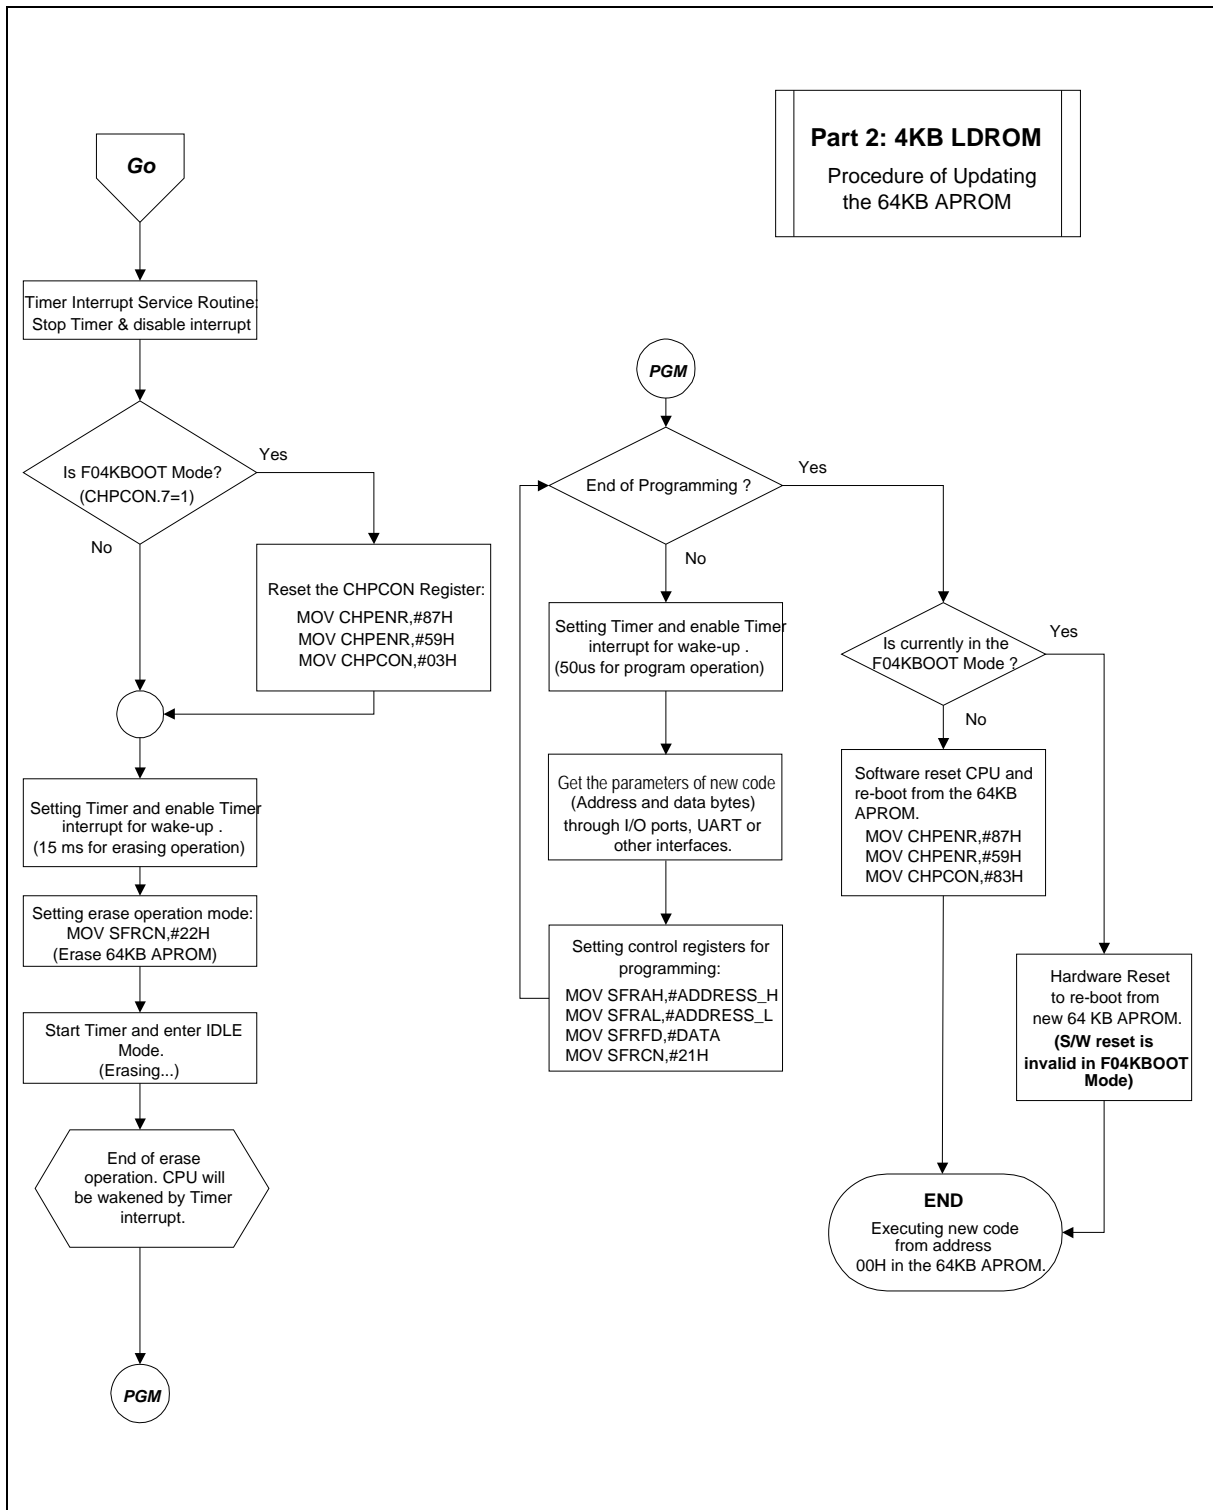 Part 2: 4KB LDROM
Procedure of Updating
the 64KB APROM
Go
Timer Interrupt Service Routine:
Stop Timer & disable interrupt
Is F04KBOOT Mode?
(CHPCON.7=1)
Yes
No
Reset the CHPCON Register:
MOV CHPENR,#87H
MOV CHPENR,#59H
MOV CHPCON,#03H
Setting Timer and enable Timer
interrupt for wake-up .
(15 ms for erasing operation)
Setting erase operation mode:
MOV SFRCN,#22H
(Erase 64KB APROM)
Start Timer and enter IDLE
Mode.
(Erasing...)
End of erase
operation. CPU will
be wakened by Timer
interrupt.
PGM
PGM
End of Programming ?
Yes
No
Setting Timer and enable Timer
interrupt for wake-up .
(50us for program operation)
Get the parameters of new code
(Address and data bytes)
through I/O ports, UART or
other interfaces.
Setting control registers for
programming:
MOV SFRAH,#ADDRESS_H
MOV SFRAL,#ADDRESS_L
MOV SFRFD,#DATA
MOV SFRCN,#21H
Is currently in the
F04KBOOT Mode ?
Yes
No
Software reset CPU and
re-boot from the 64KB
APROM.
MOV CHPENR,#87H
MOV CHPENR,#59H
MOV CHPCON,#83H
Hardware Reset
to re-boot from
new 64 KB APROM.
(S/W reset is
invalid in F04KBOOT
Mode)
END
Executing new code
from address
00H in the 64KB APROM.